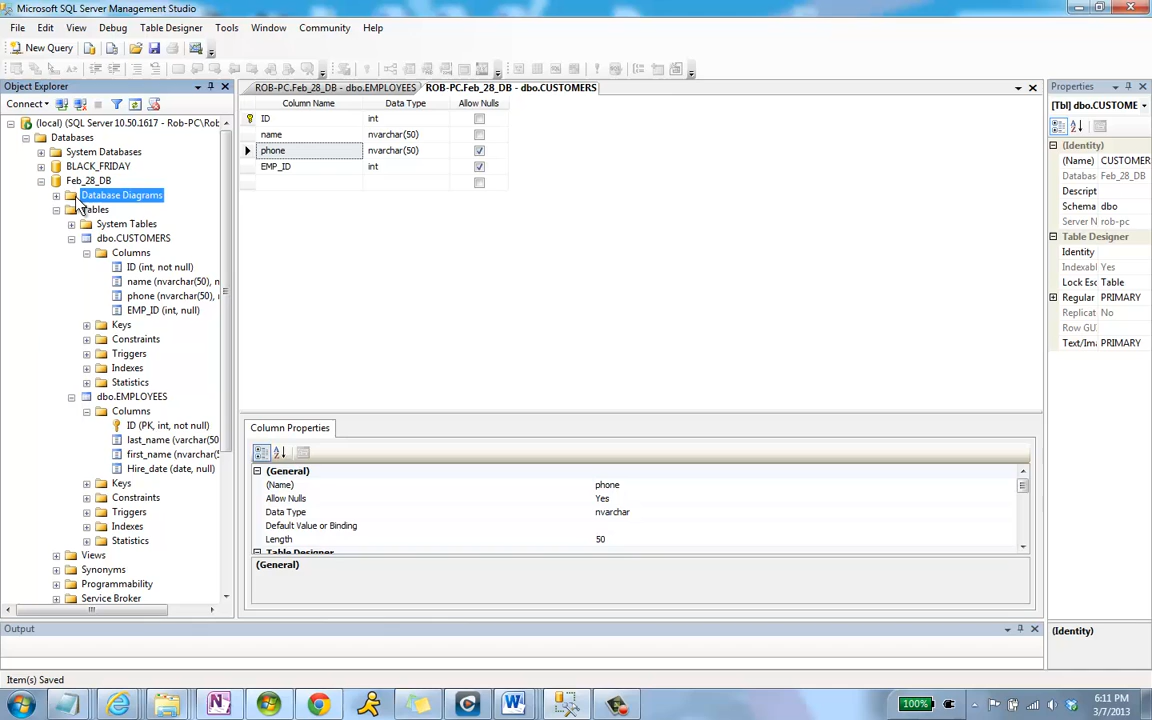 Microsoft SQL Server Management Studio
File Edit View Debug Table Designer Tools Window Community Help
New Query
Object Explorer
Connect
(local) (SQL Server 10.50.1617 - Rob-PC\Rob
Databases
System Databases
BLACK_FRIDAY
Feb_28_DB
Database Diagrams
Tables
System Tables
dbo.CUSTOMERS
Columns
ID (int, not null)
name (nvarchar(50), n
phone (nvarchar(50), n
EMP_ID (int, null)
Keys
Constraints
Triggers
Indexes
Statistics
dbo.EMPLOYEES
Columns
ID (PK, int, not null)
last_name (varchar(50
first_name (nvarchar(5
Hire_date (date, null)
Keys
Constraints
Triggers
Indexes
Statistics
Views
Synonyms
Programmability
Service Broker
ROB-PC.Feb_28_DB - dbo.EMPLOYEES ROB-PC.Feb_28_DB - dbo.CUSTOMERS
Column Name Data Type Allow Nulls
ID int
name nvarchar(50)
phone nvarchar(50)
EMP_ID int
Column Properties
(General)
(Name) phone
Allow Nulls Yes
Data Type nvarchar
Default Value or Binding
Length 50
Table Designer
(General)
Properties
[Tbl] dbo.CUSTOME
(Identity)
(Name) CUSTOMER
Databas Feb_28_DB
Descript
Schema dbo
Server N rob-pc
Table Designer
Identity
Indexabl Yes
Lock Esc Table
Regular PRIMARY
Replicat No
Row GU
Text/Ima PRIMARY
(Identity)
Output
Item(s) Saved
100%
6:11 PM
3/7/2013